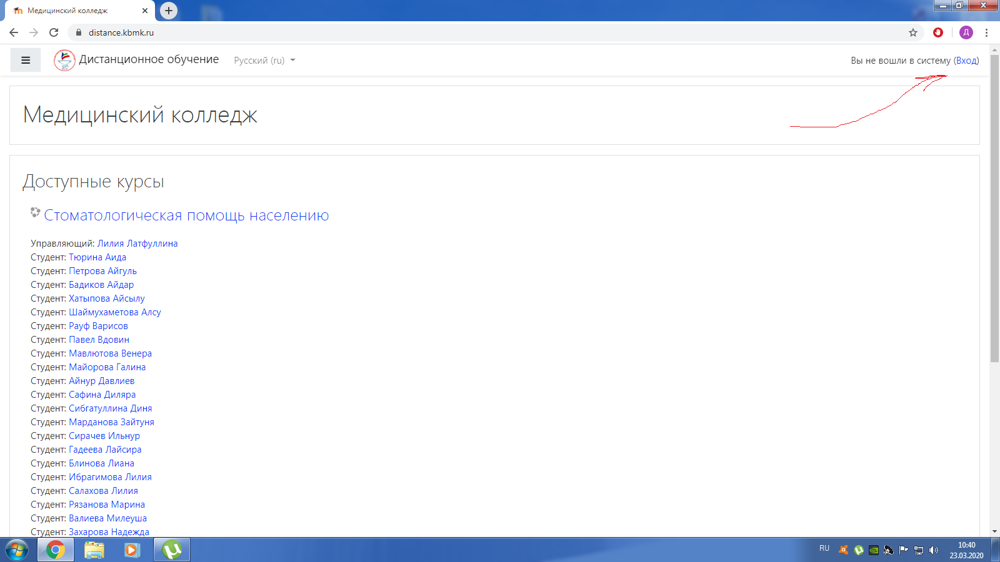 Медицинский колледж
distance.kbmk.ru
Д
Дистанционное обучение
Русский (ru)
Вы не вошли в систему (Вход)
Медицинский колледж
Доступные курсы
Стоматологическая помощь населению
Управляющий: Лилия Латфуллина
Студент: Тюрина Аида
Студент: Петрова Айгуль
Студент: Бадиков Айдар
Студент: Хатыпова Айсылу
Студент: Шаймухаметова Алсу
Студент: Рауф Варисов
Студент: Павел Вдовин
Студент: Мавлютова Венера
Студент: Майорова Галина
Студент: Айнур Давлиев
Студент: Сафина Диляра
Студент: Сибгатуллина Диня
Студент: Марданова Зайтуня
Студент: Сирачев Ильнур
Студент: Гадеева Лайсира
Студент: Блинова Лиана
Студент: Ибрагимова Лилия
Студент: Салахова Лилия
Студент: Рязанова Марина
Студент: Валиева Милеуша
Студент: Захарова Надежда
RU
10:40
23.03.2020